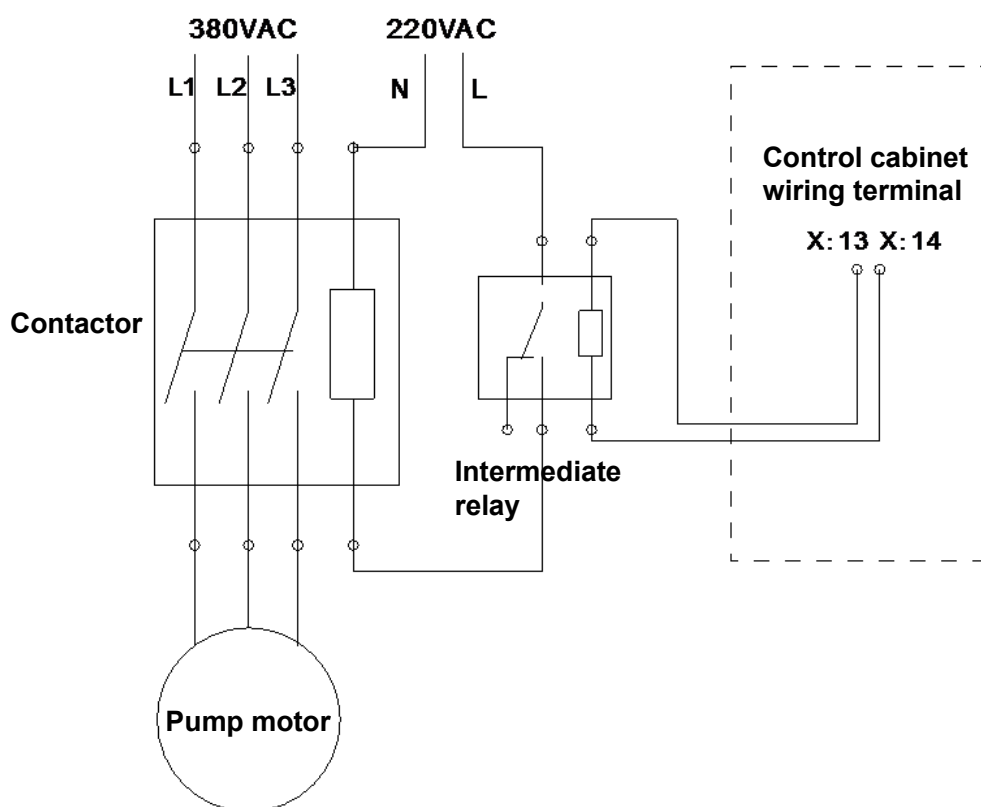 380VAC 220VAC
L1 L2 L3 N L
Control cabinet
wiring terminal
X:13 X:14
Contactor
Intermediate
relay
Pump motor